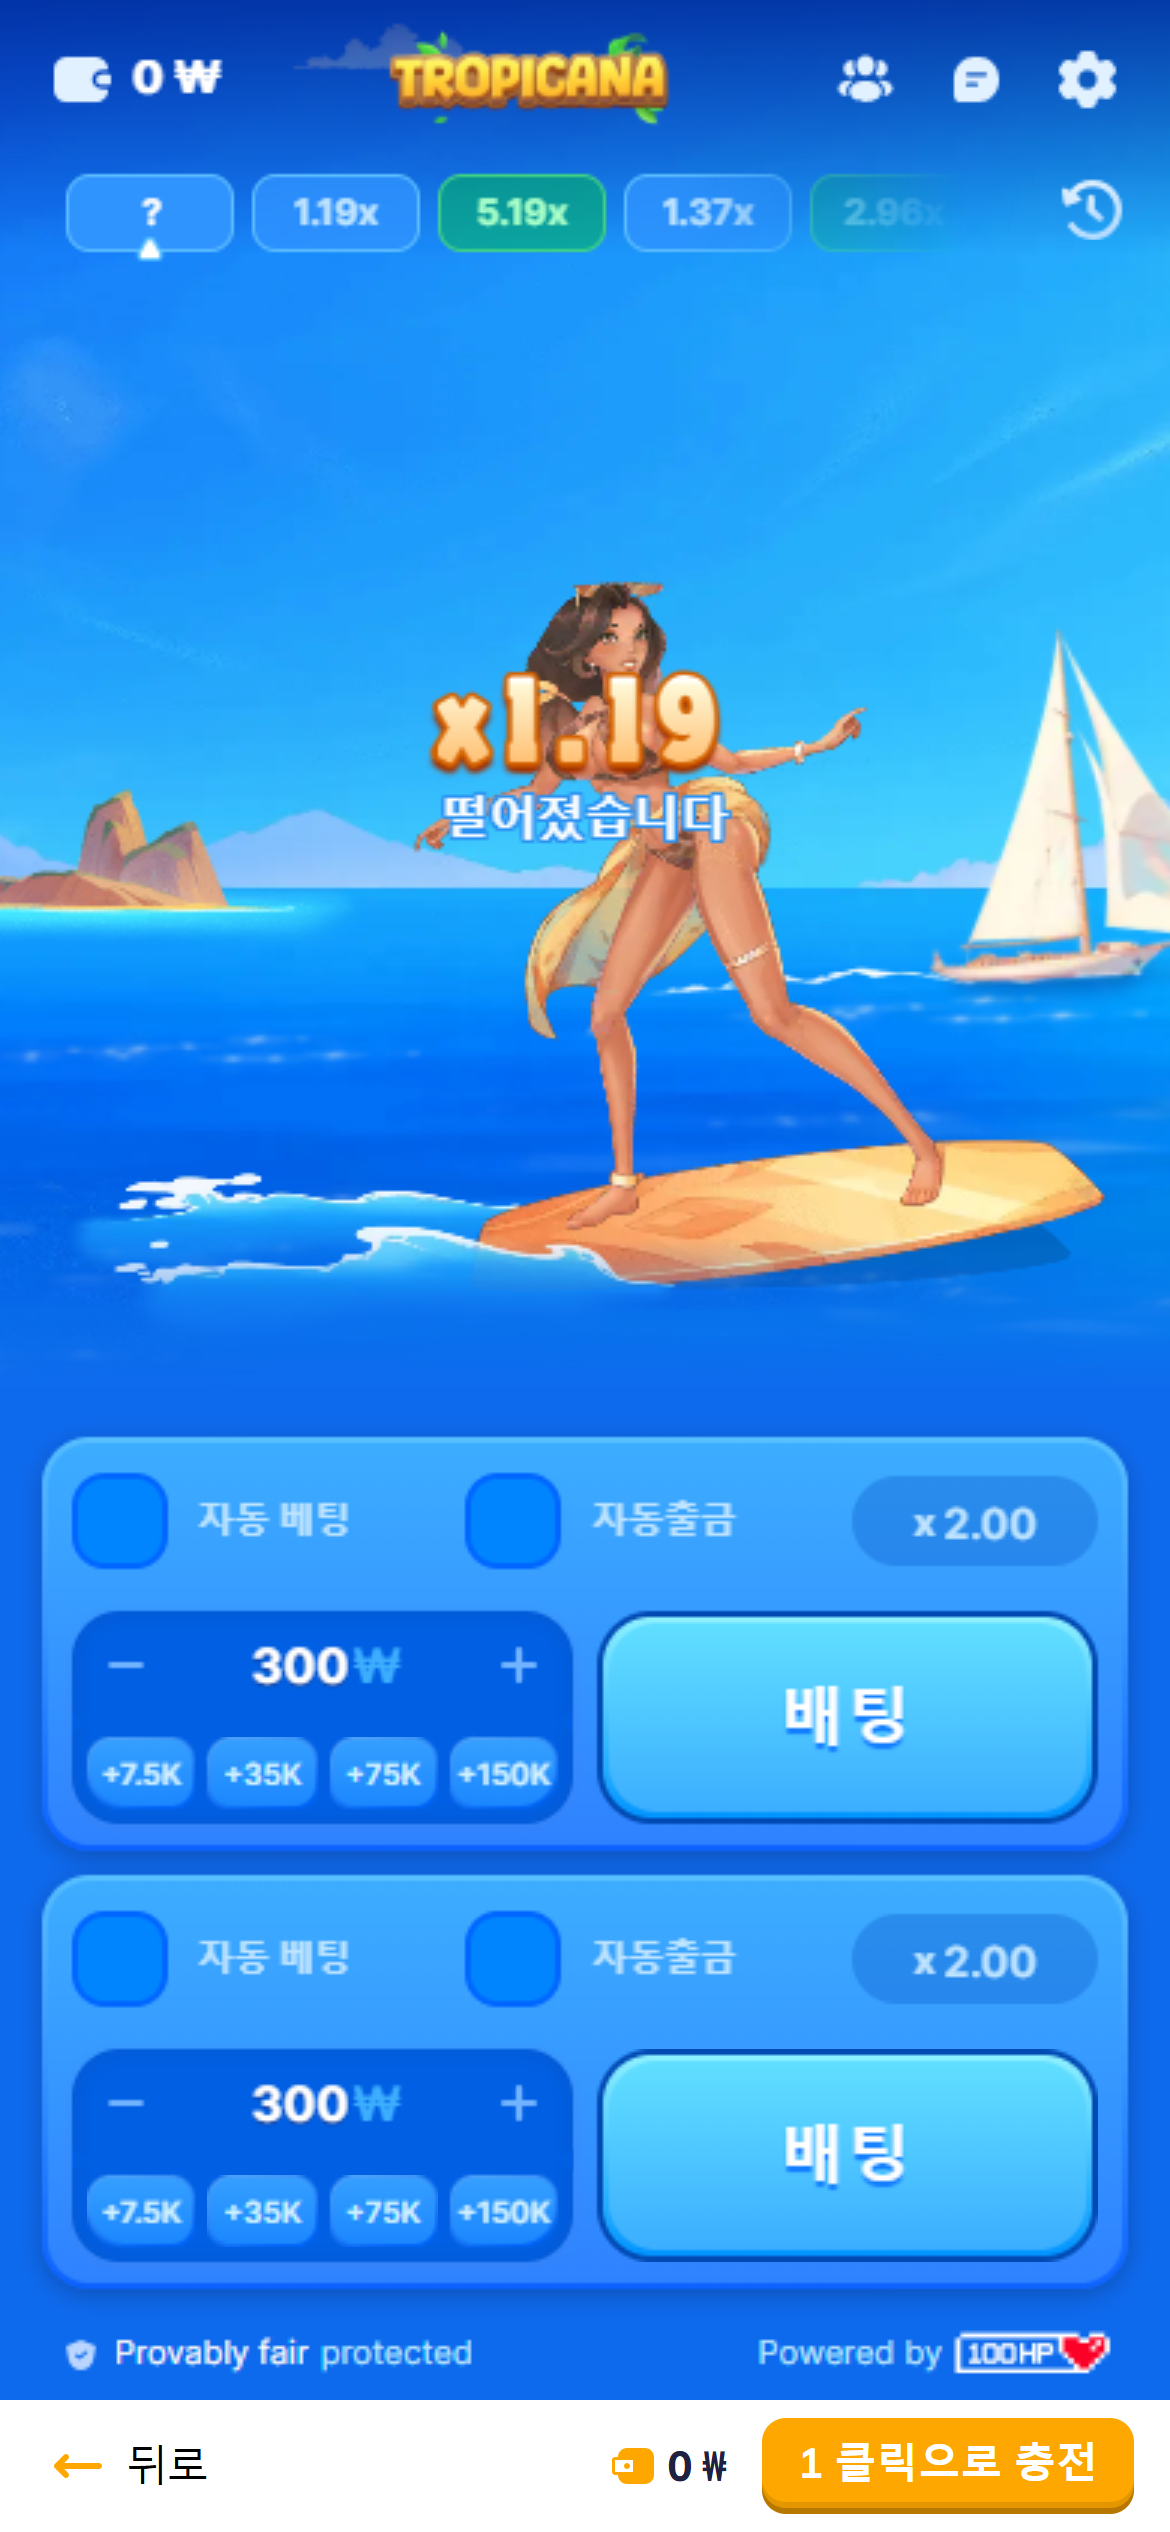 0 ₩
TROPICANA
?
1.19x
5.19x
1.37x
2.96x
x1.19
떨어졌습니다
자동 베팅
자동출금
x 2.00
300₩
+7.5K
+35K
+75K
+150K
배팅
자동 베팅
자동출금
x 2.00
300₩
+7.5K
+35K
+75K
+150K
배팅
Provably fair protected
Powered by 100HP
뒤로
0 ₩
1 클릭으로 충전